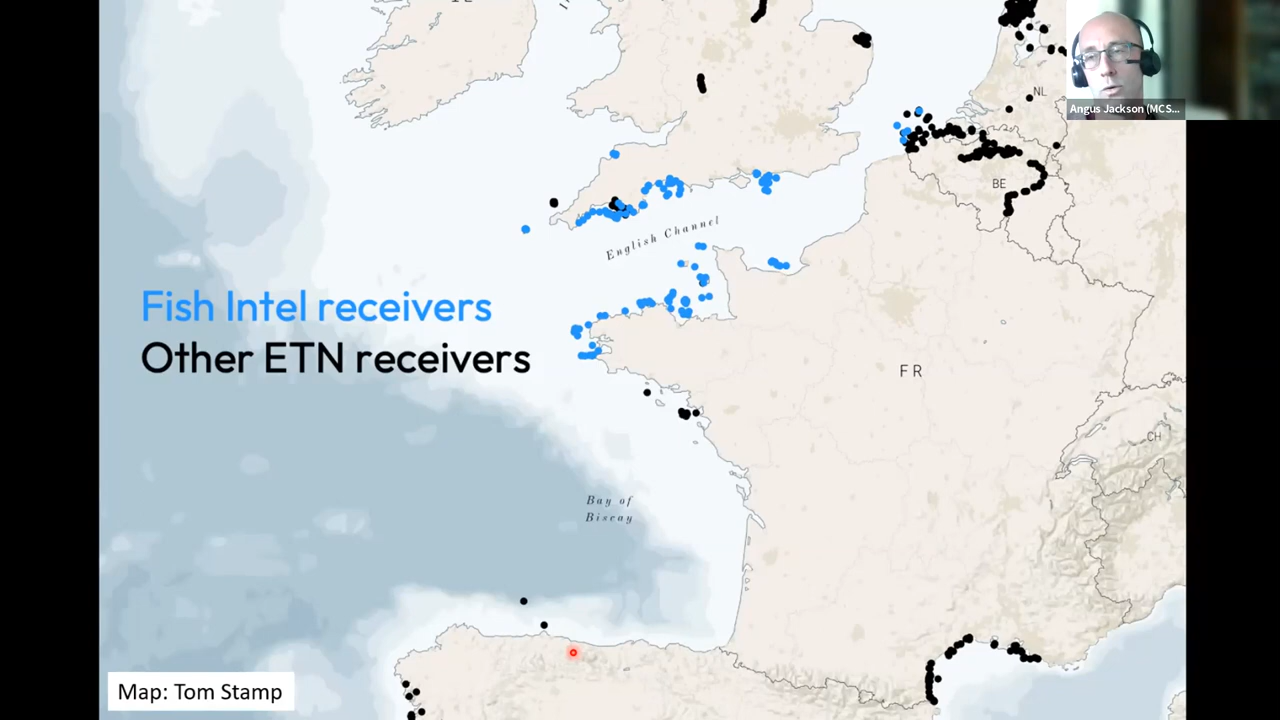 NL
Angus Jackson (MCS...
BE
English Channel
Fish Intel receivers
Other ETN receivers
FR
CH
Bay of
Biscay
Map: Tom Stamp